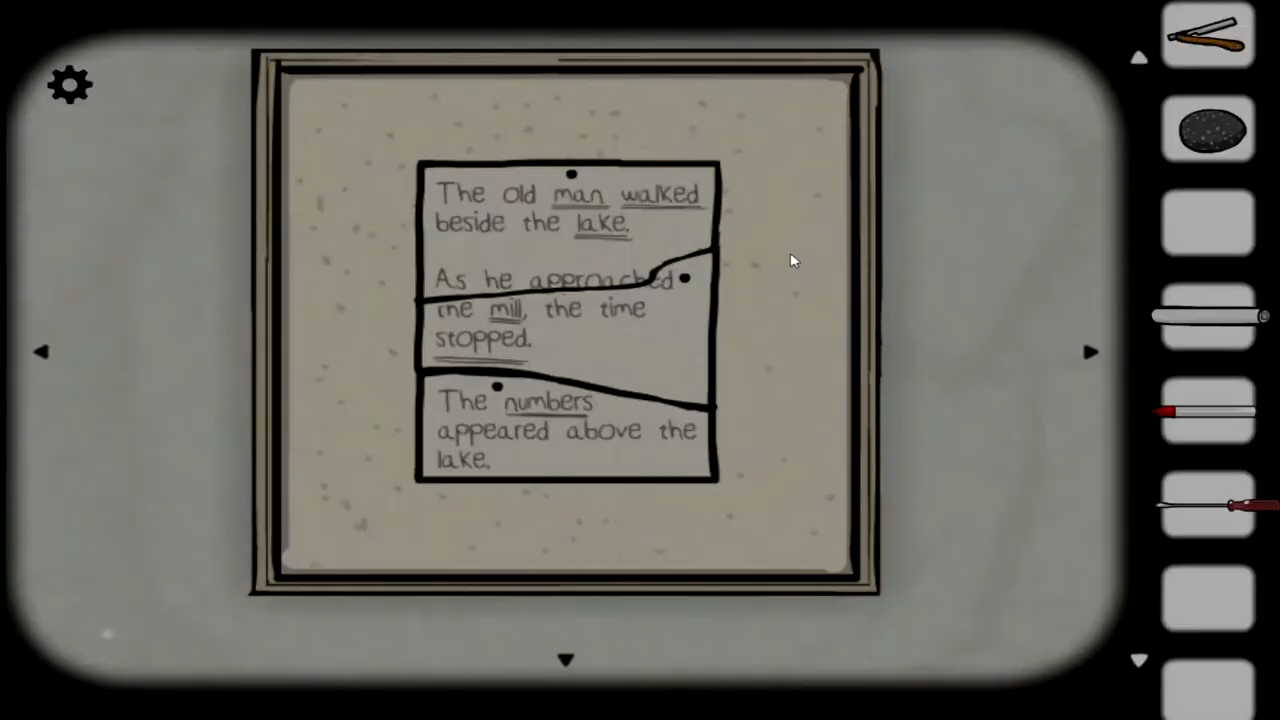 The old man walked
beside the lake.
As he approached
the mill, the time
stopped.
The numbers
appeared above the
lake.